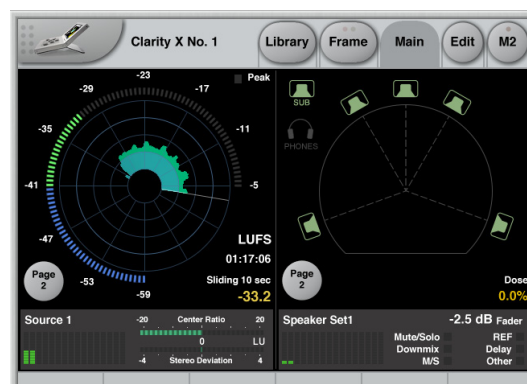 Clarity X No. 1
Library
Frame
Main
Edit
M2
-23
Peak
-29
-17
-35
-11
-41
-5
-47
-53
-59
LUFS
01:17:06
Sliding 10 sec
-33.2
Page
2
SUB
PHONES
Page
2
Dose
0.0%
Source 1
-20 Center Ratio 20
0 LU
-4 Stereo Deviation 4
Speaker Set1
-2.5 dB Fader
Mute/Solo REF
Downmix Delay
M/S Other